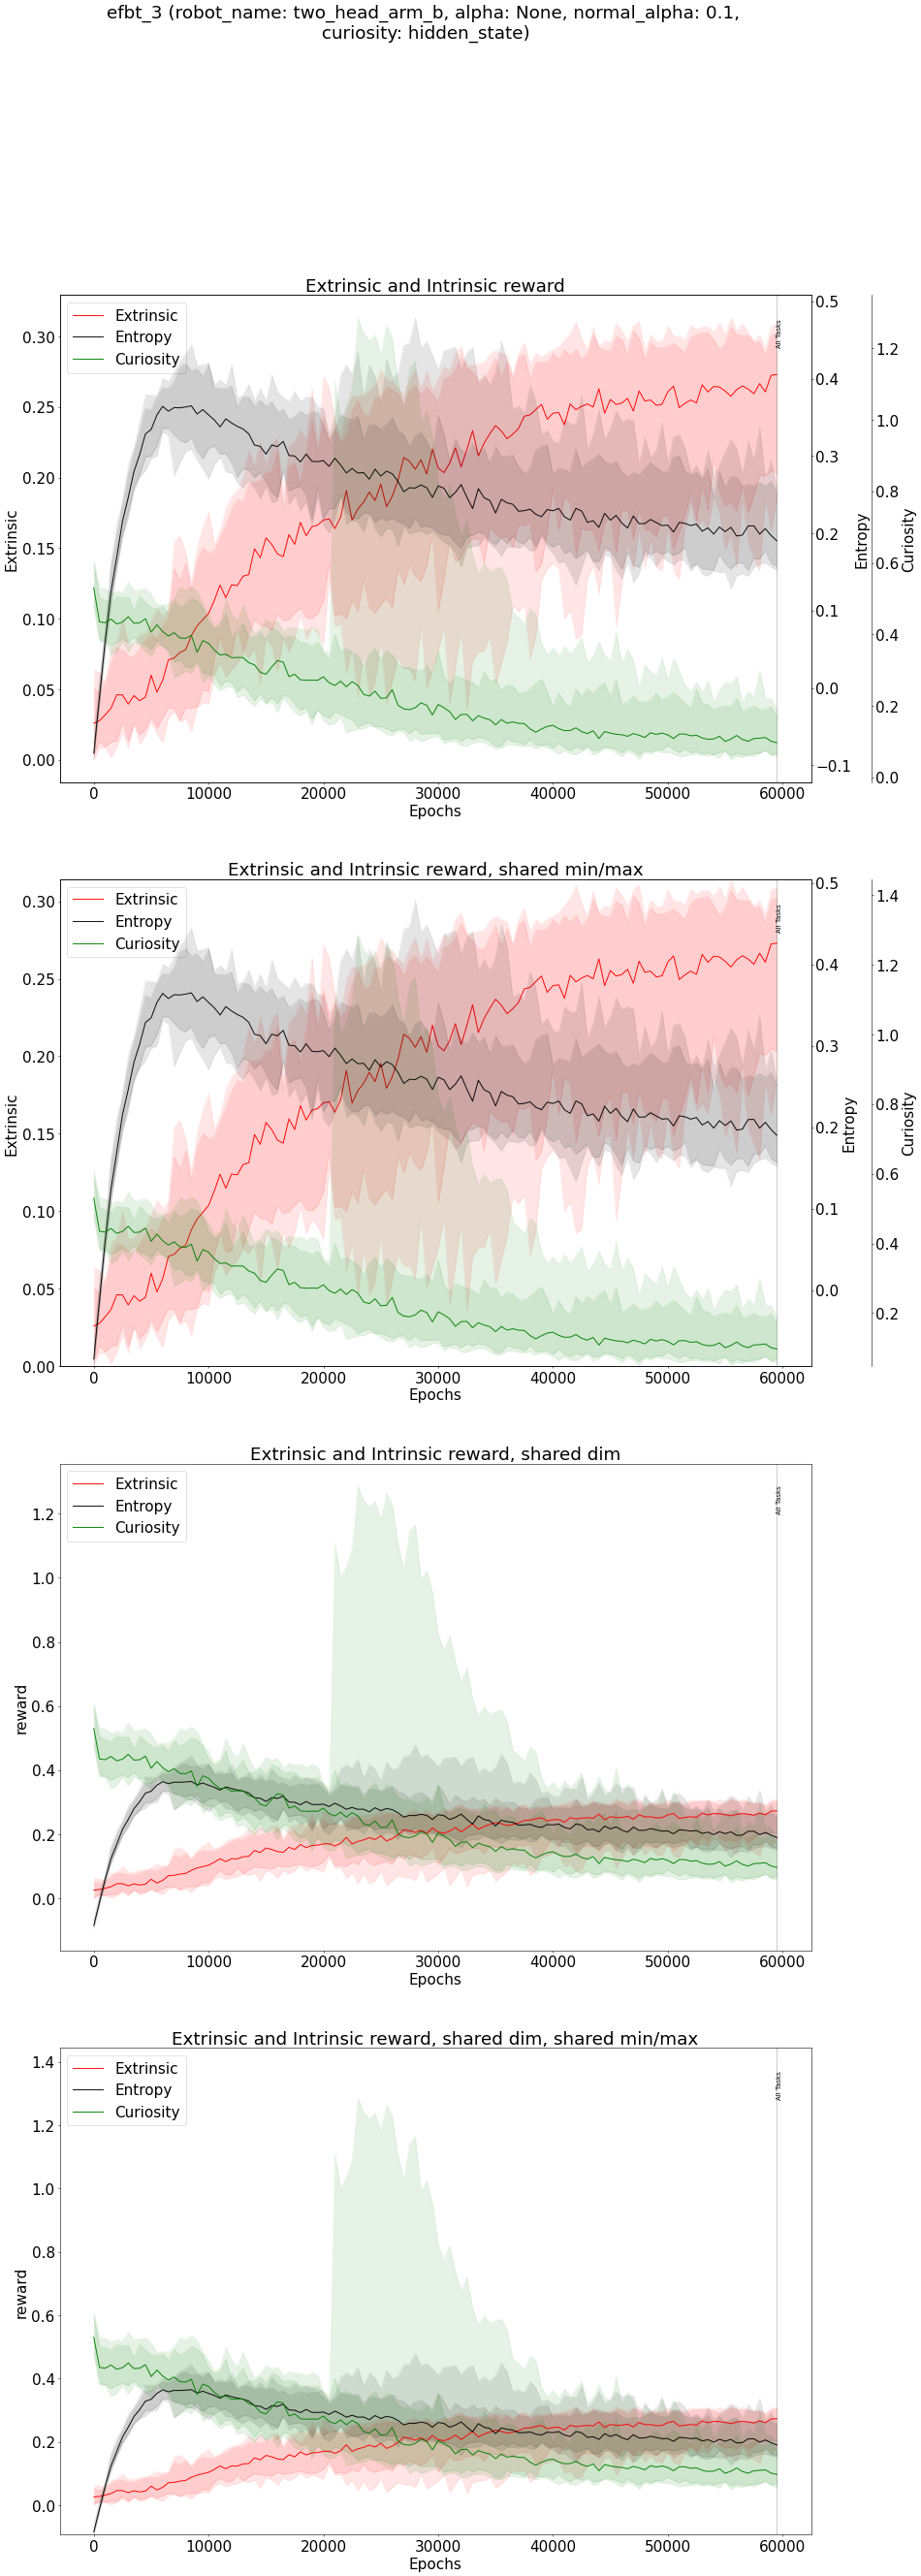 efbt_3 (robot_name: two_head_arm_b, alpha: None, normal_alpha: 0.1,
curiosity: hidden_state)
Extrinsic and Intrinsic reward
Extrinsic
Entropy
Curiosity
All Tasks
0.30
0.25
0.20
0.15
0.10
0.05
0.00
Extrinsic
0.5
0.4
0.3
0.2
0.1
0.0
−0.1
Entropy
1.2
1.0
0.8
0.6
0.4
0.2
0.0
Curiosity
0 10000 20000 30000 40000 50000 60000
Epochs
Extrinsic and Intrinsic reward, shared min/max
Extrinsic
Entropy
Curiosity
All Tasks
0.30
0.25
0.20
0.15
0.10
0.05
0.00
Extrinsic
0.5
0.4
0.3
0.2
0.1
0.0
Entropy
1.4
1.2
1.0
0.8
0.6
0.4
0.2
Curiosity
0 10000 20000 30000 40000 50000 60000
Epochs
Extrinsic and Intrinsic reward, shared dim
Extrinsic
Entropy
Curiosity
All Tasks
1.2
1.0
0.8
0.6
0.4
0.2
0.0
reward
0 10000 20000 30000 40000 50000 60000
Epochs
Extrinsic and Intrinsic reward, shared dim, shared min/max
Extrinsic
Entropy
Curiosity
All Tasks
1.4
1.2
1.0
0.8
0.6
0.4
0.2
0.0
reward
0 10000 20000 30000 40000 50000 60000
Epochs